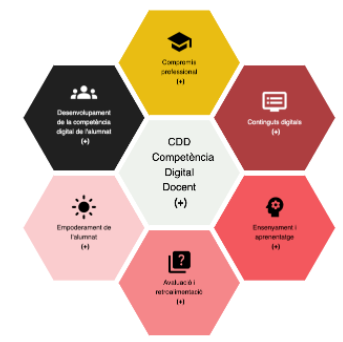 Compromís
professional
(+)
Desenvolupament
de la competència
digital de l'alumnat
(+)
Continguts digitals
(+)
CDD
Competència
Digital
Docent
(+)
Empoderament de
l'alumnat
(+)
Ensenyament i
aprenentatge
(+)
Avaluació i
retroalimentació
(+)